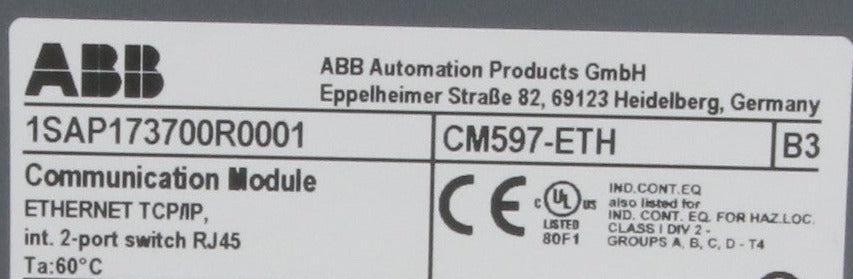 ABB
ABB Automation Products GmbH
Eppelheimer Straße 82, 69123 Heidelberg, Germany
1SAP173700R0001
CM597-ETH
B3
Communication Module
ETHERNET TCP/IP,
int. 2-port switch RJ45
Ta:60°C
CE
C UL US
LISTED
80F1
IND.CONT.EQ
also listed for
IND. CONT. EQ. FOR HAZ.LOC.
CLASS I DIV 2 -
GROUPS A, B, C, D - T4